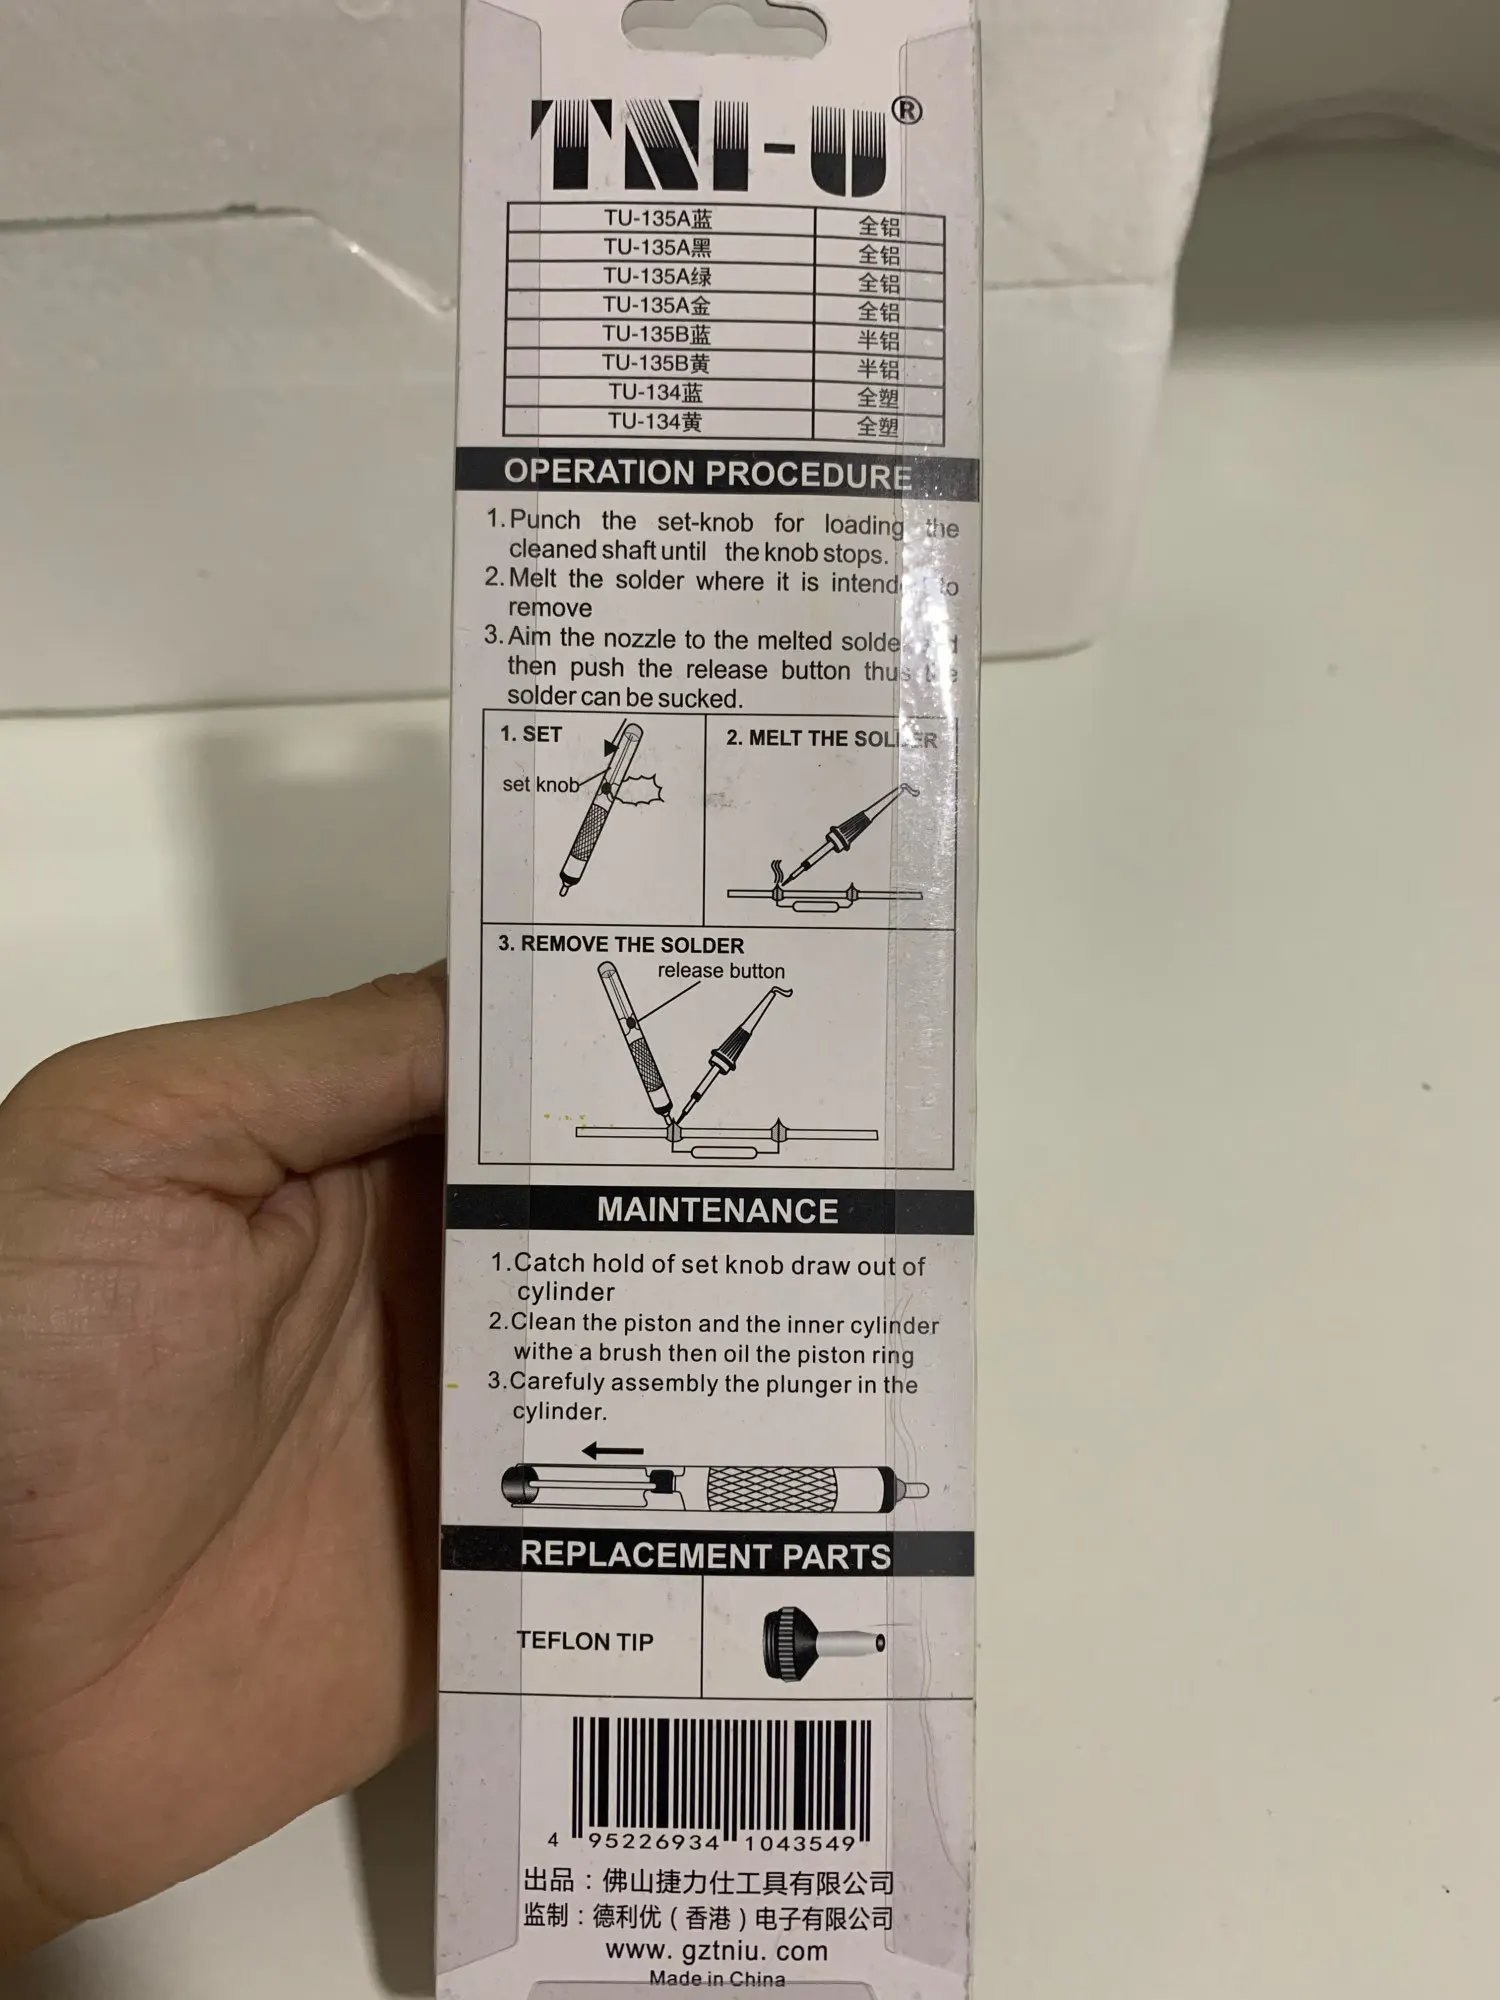 TNI-U®
TU-135A蓝 全铝
TU-135A黑 全铝
TU-135A绿 全铝
TU-135A金 全铝
TU-135B蓝 半铝
TU-135B黄 半铝
TU-134蓝 全塑
TU-134黄 全塑
OPERATION PROCEDURE
1.Punch the set-knob for loading the
cleaned shaft until the knob stops.
2.Melt the solder where it is intended to
remove
3.Aim the nozzle to the melted solder and
then push the release button thus the
solder can be sucked.
1. SET
set knob
2. MELT THE SOLDER
3. REMOVE THE SOLDER
release button
MAINTENANCE
1.Catch hold of set knob draw out of
cylinder
2.Clean the piston and the inner cylinder
withe a brush then oil the piston ring
3.Carefuly assembly the plunger in the
cylinder.
REPLACEMENT PARTS
TEFLON TIP
4 95226934 1043549
出品：佛山捷力仕工具有限公司
监制：德利优（香港）电子有限公司
www. gztniu. com
Made in China